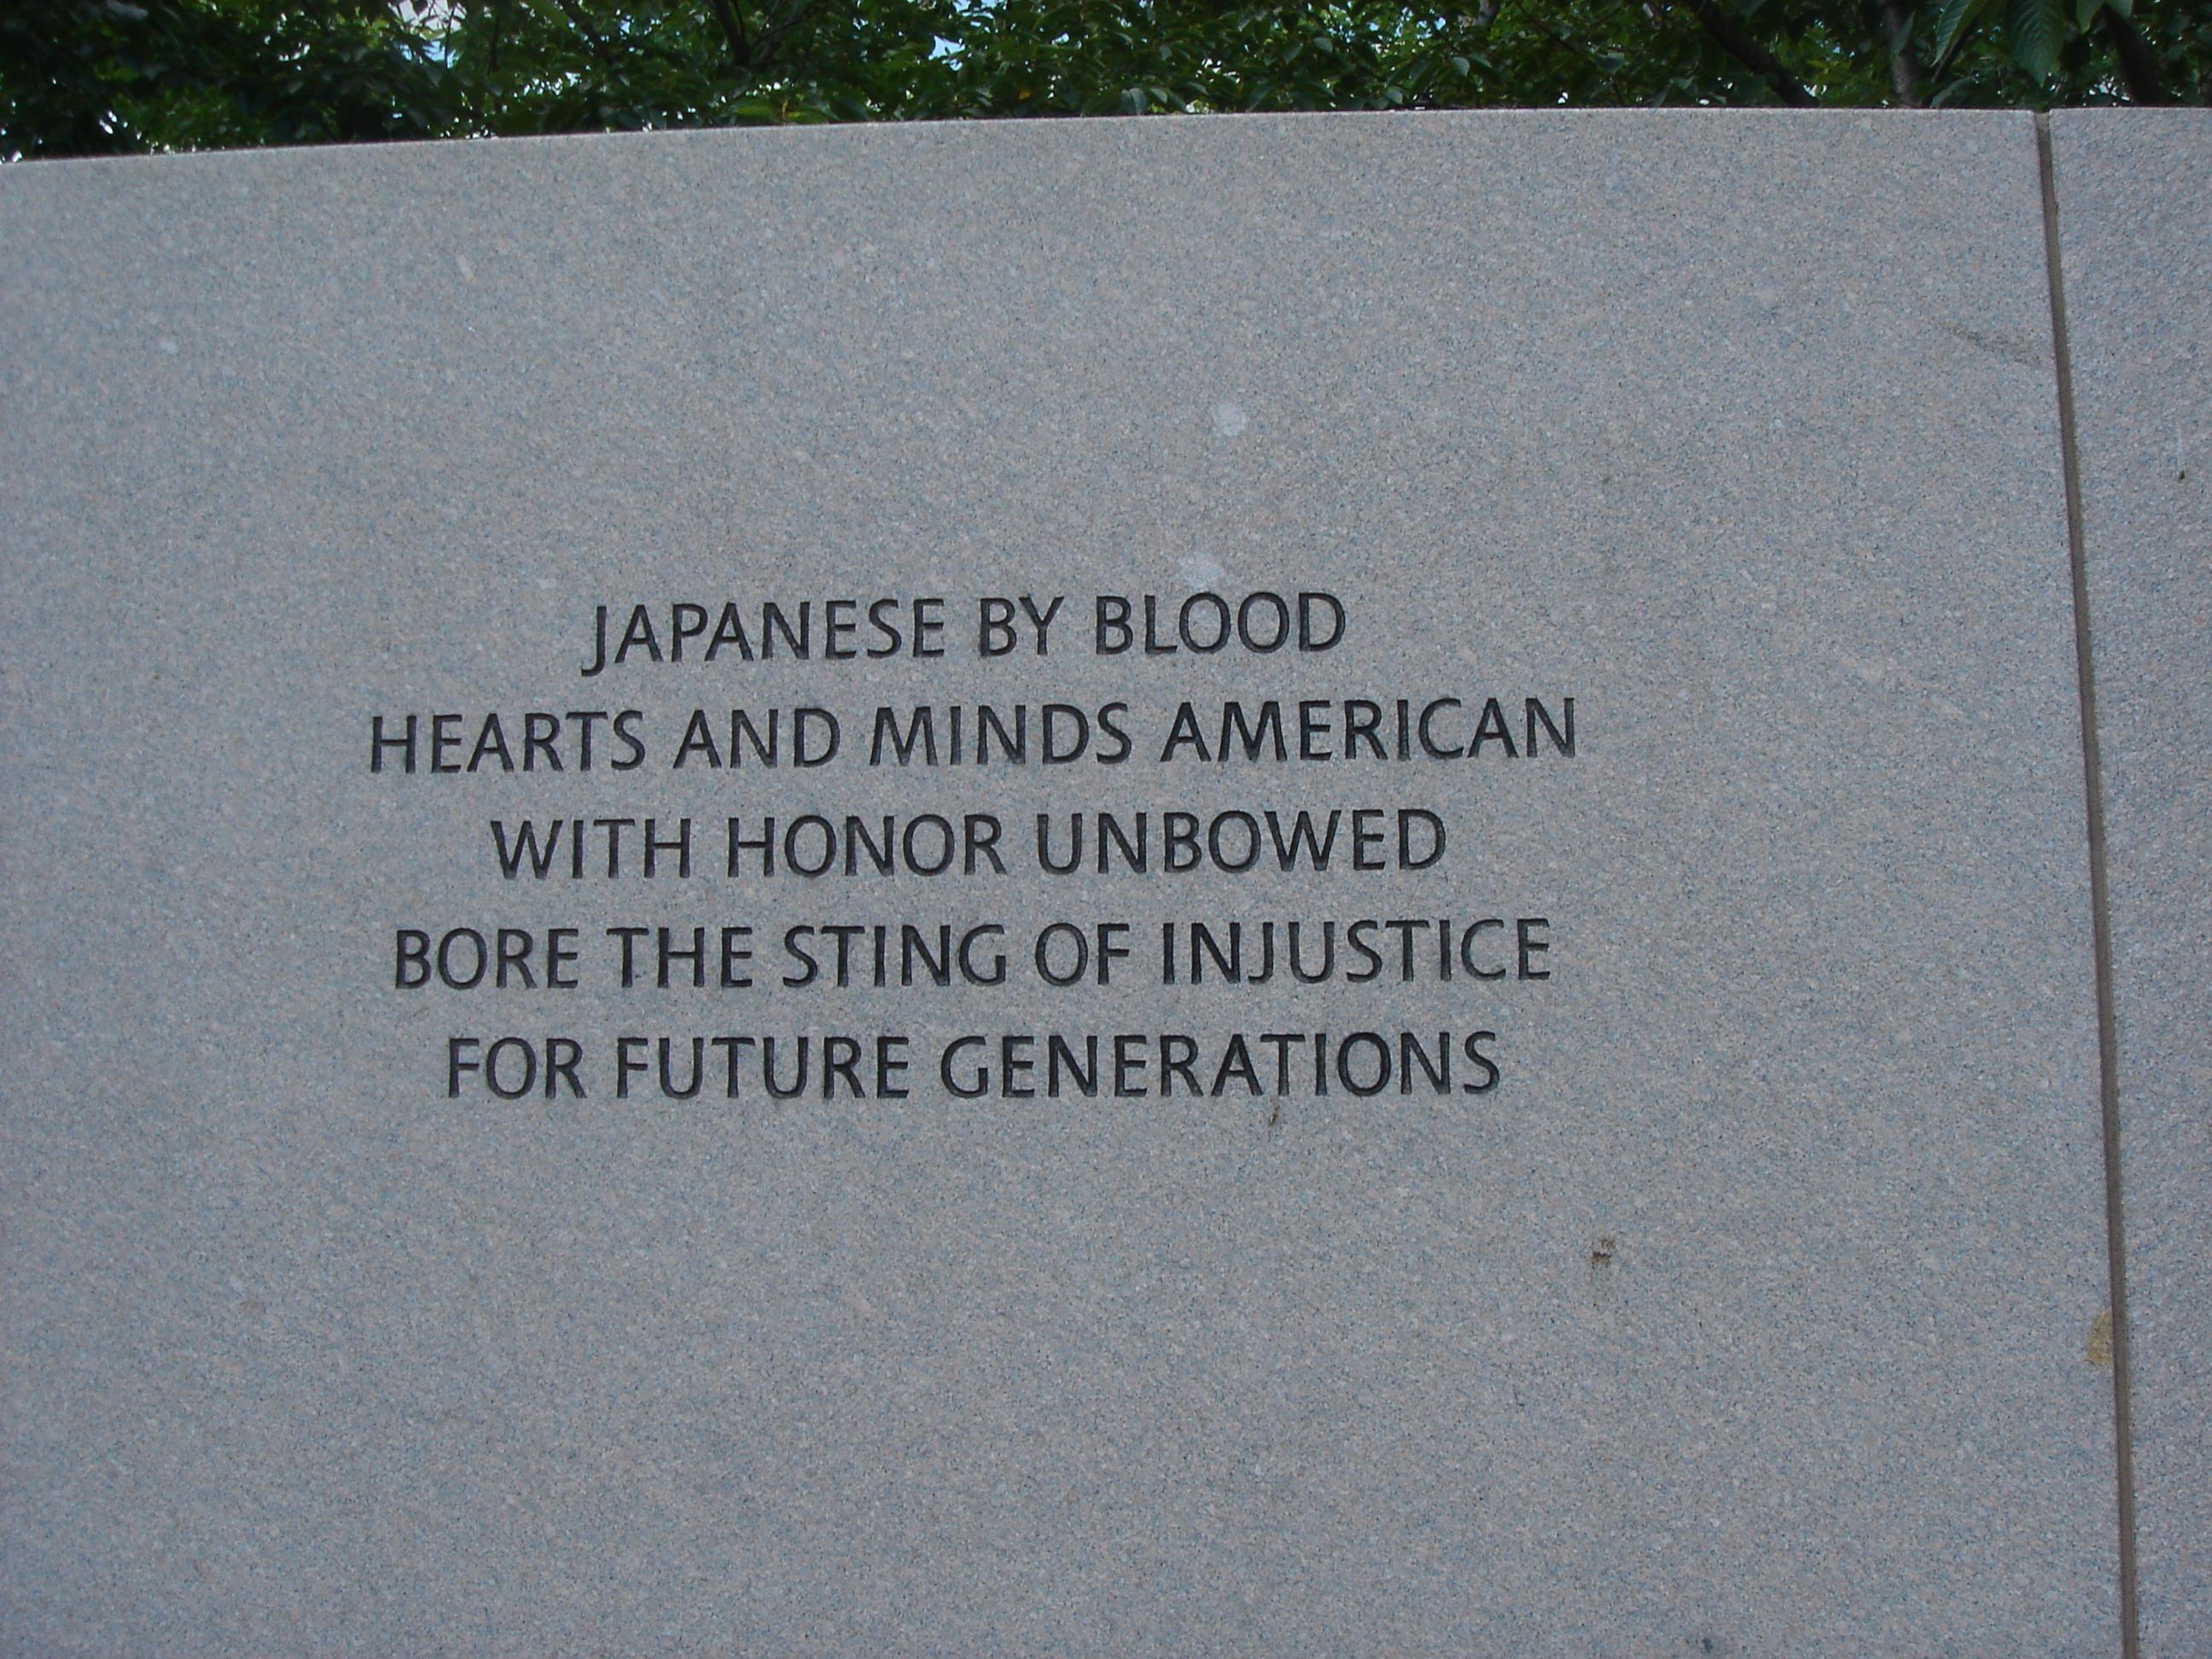 JAPANESE BY BLOOD
HEARTS AND MINDS AMERICAN
WITH HONOR UNBOWED
BORE THE STING OF INJUSTICE
FOR FUTURE GENERATIONS